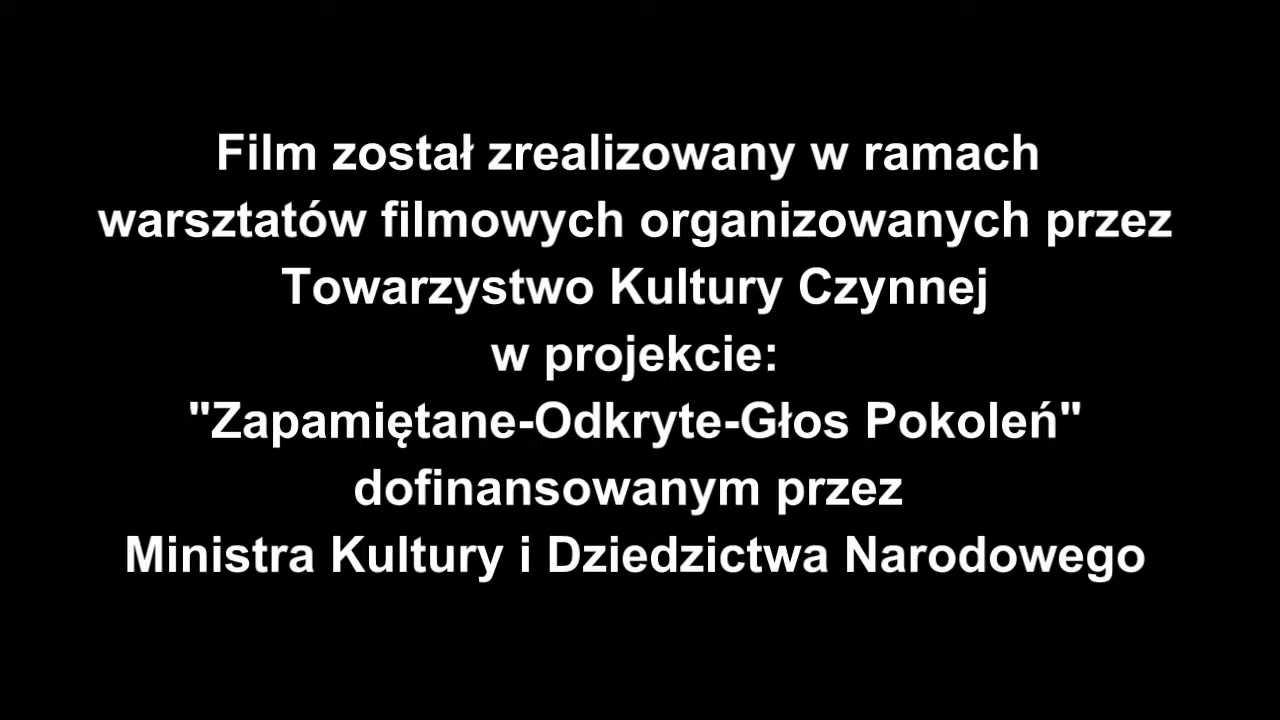 Film został zrealizowany w ramach
warsztatów filmowych organizowanych przez
Towarzystwo Kultury Czynnej
w projekcie:
"Zapamiętane-Odkryte-Głos Pokoleń"
dofinansowanym przez
Ministra Kultury i Dziedzictwa Narodowego